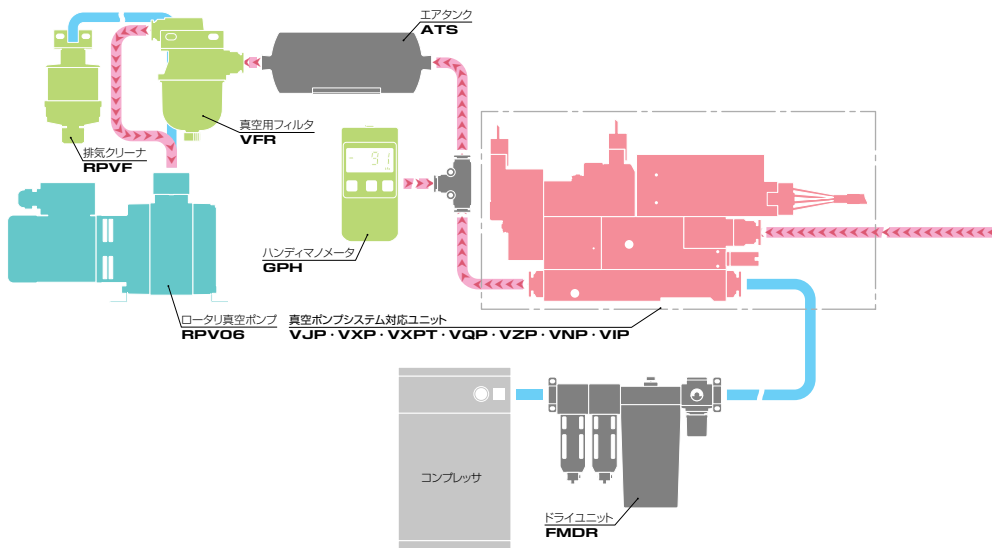 エアタンク
ATS
真空用フィルタ
VFR
排気クリーナ
RPVF
- 91
ハンディマノメータ
GPH
ロータリ真空ポンプ
RPV06
真空ポンプシステム対応ユニット
VJP・VXP・VXPT・VQP・VZP・VNP・VIP
コンプレッサ
ドライユニット
FMDR